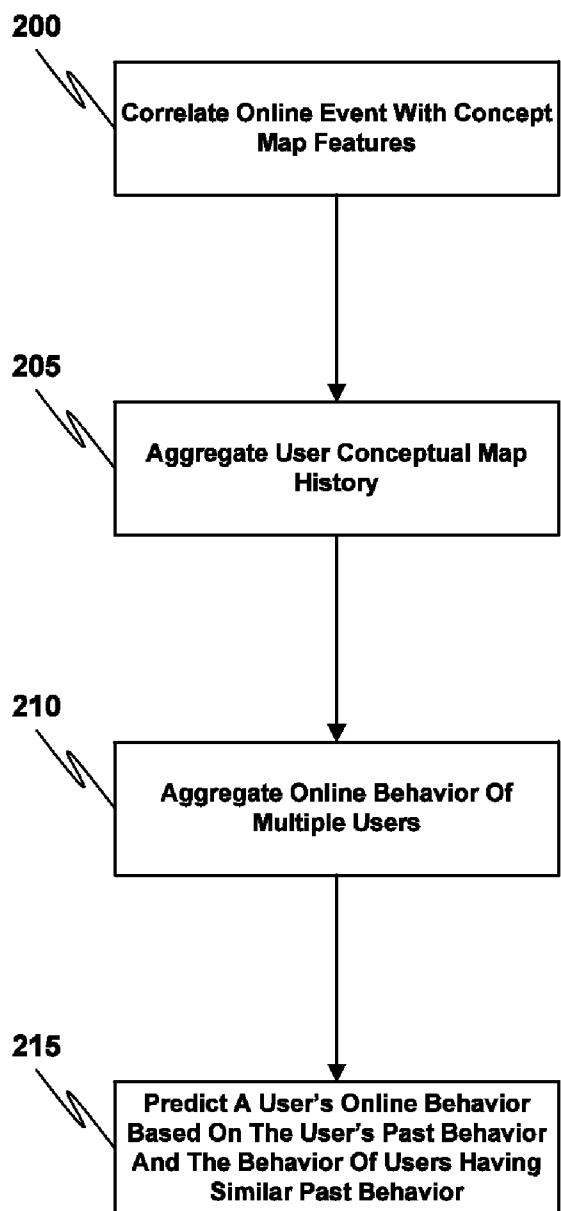 200
Correlate Online Event With Concept
Map Features
205
Aggregate User Conceptual Map
History
210
Aggregate Online Behavior Of
Multiple Users
215
Predict A User's Online Behavior
Based On The User's Past Behavior
And The Behavior Of Users Having
Similar Past Behavior